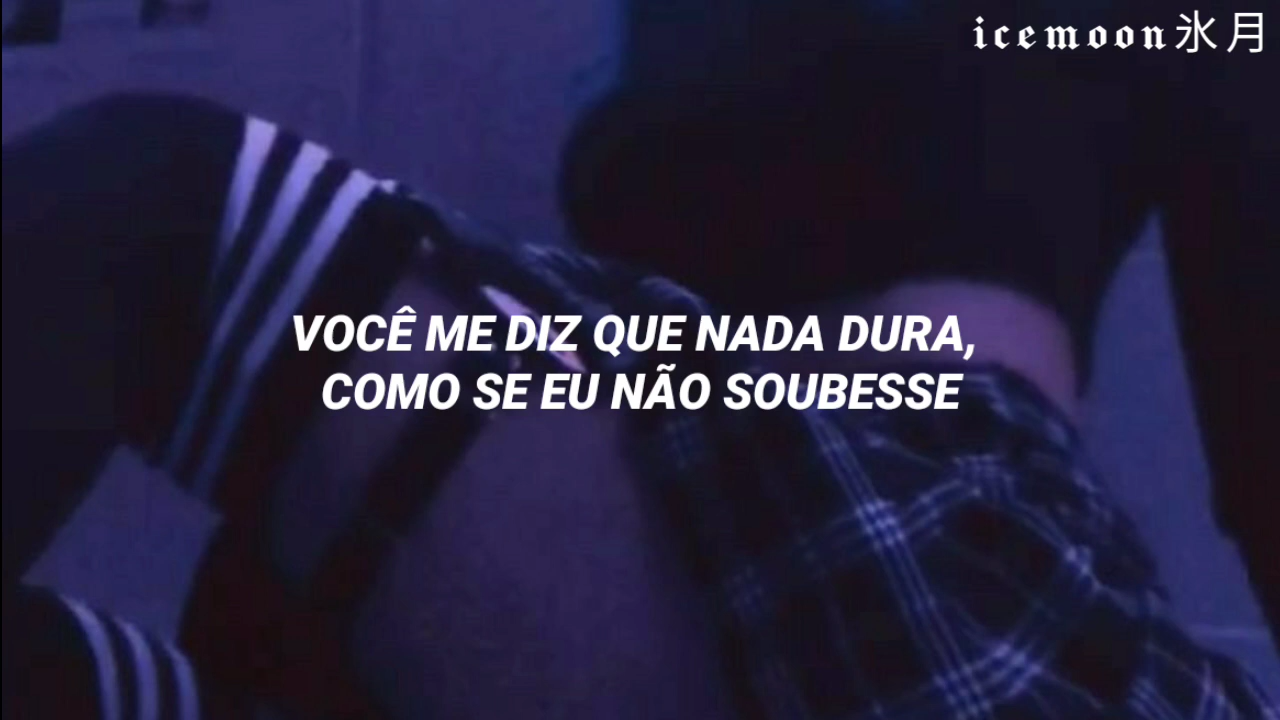 icemoon氷月
VOCÊ ME DIZ QUE NADA DURA,
COMO SE EU NÃO SOUBESSE